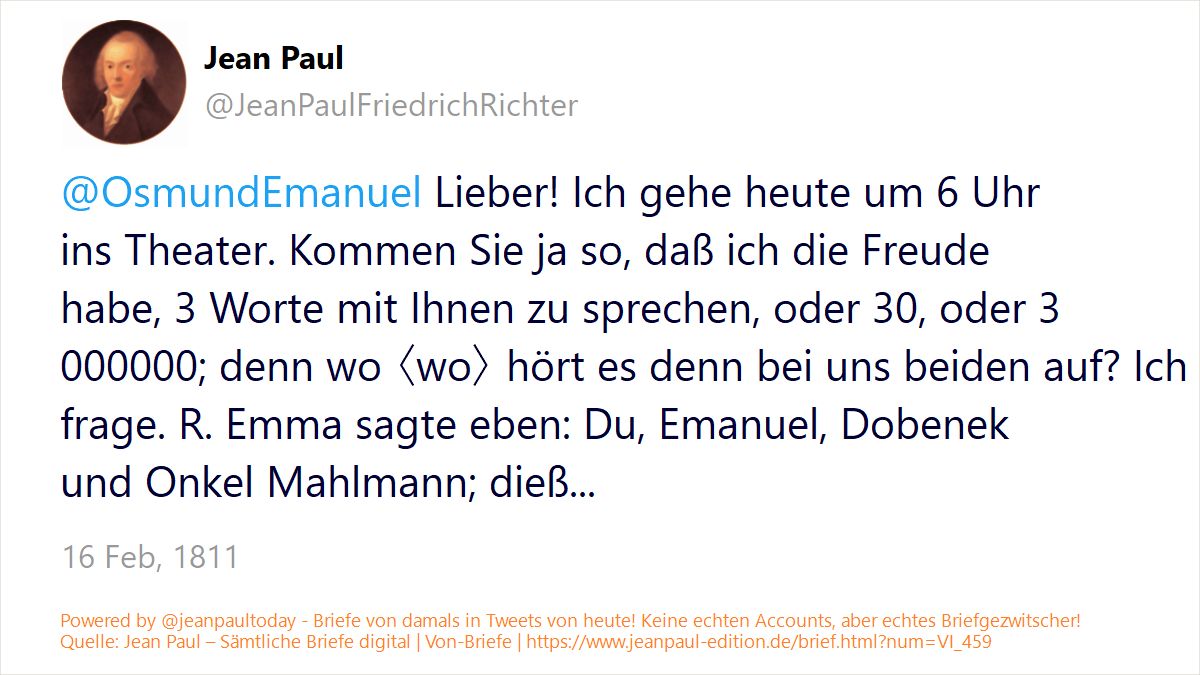 Jean Paul
@JeanPaulFriedrichRichter
@OsmundEmanuel Lieber! Ich gehe heute um 6 Uhr
ins Theater. Kommen Sie ja so, daß ich die Freude
habe, 3 Worte mit Ihnen zu sprechen, oder 30, oder 3
000000; denn wo 〈wo〉 hört es denn bei uns beiden auf? Ich
frage. R. Emma sagte eben: Du, Emanuel, Dobenek
und Onkel Mahlmann; dieß...
16 Feb, 1811
Powered by @jeanpaultoday - Briefe von damals in Tweets von heute! Keine echten Accounts, aber echtes Briefgezwitscher!
Quelle: Jean Paul – Sämtliche Briefe digital | Von-Briefe | https://www.jeanpaul-edition.de/brief.html?num=VI_459